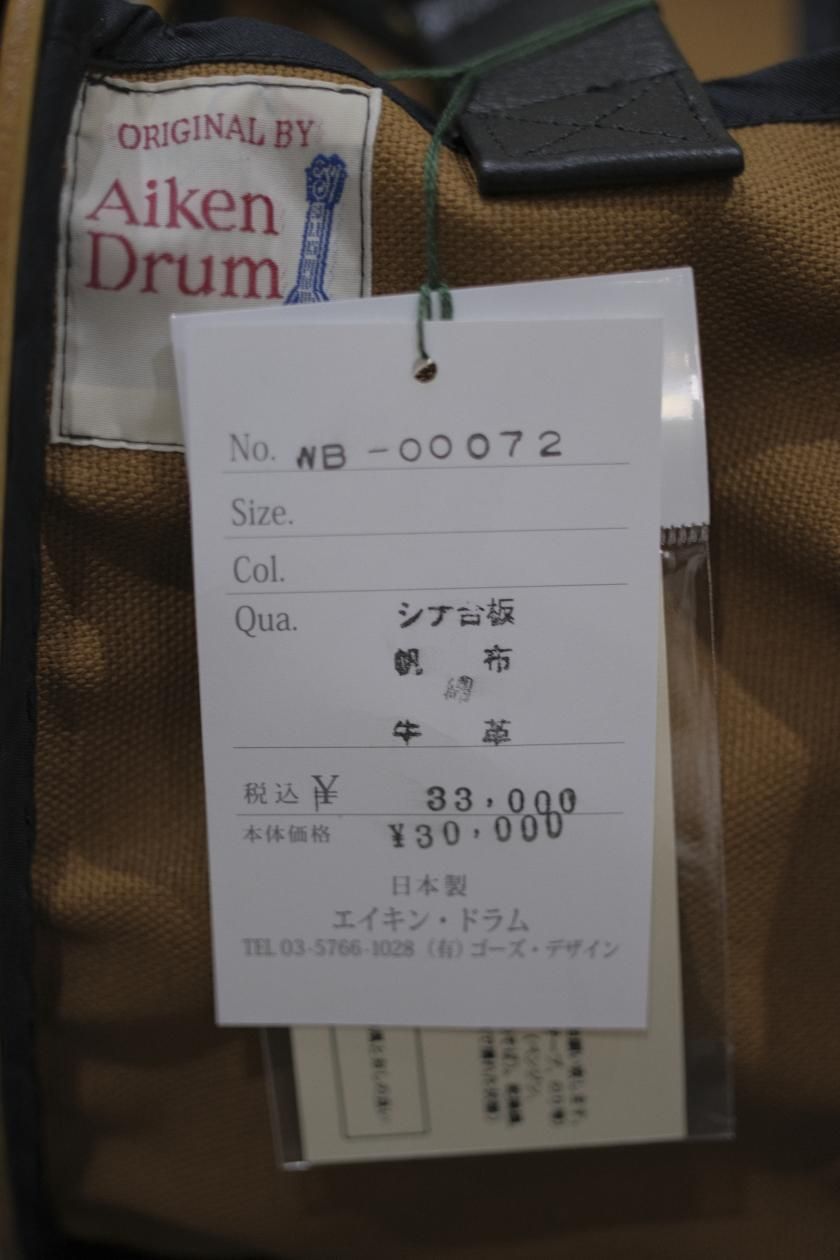 ORIGINAL BY
Aiken
Drum
No. WB-00072
Size.
Col.
Qua. シナ合板
帆 布
綿
牛 革
税込 ¥ 33,000
本体価格 ¥30,000
日本製
エイキン・ドラム
TEL 03-5766-1028 (有) ゴーズ・デザイン